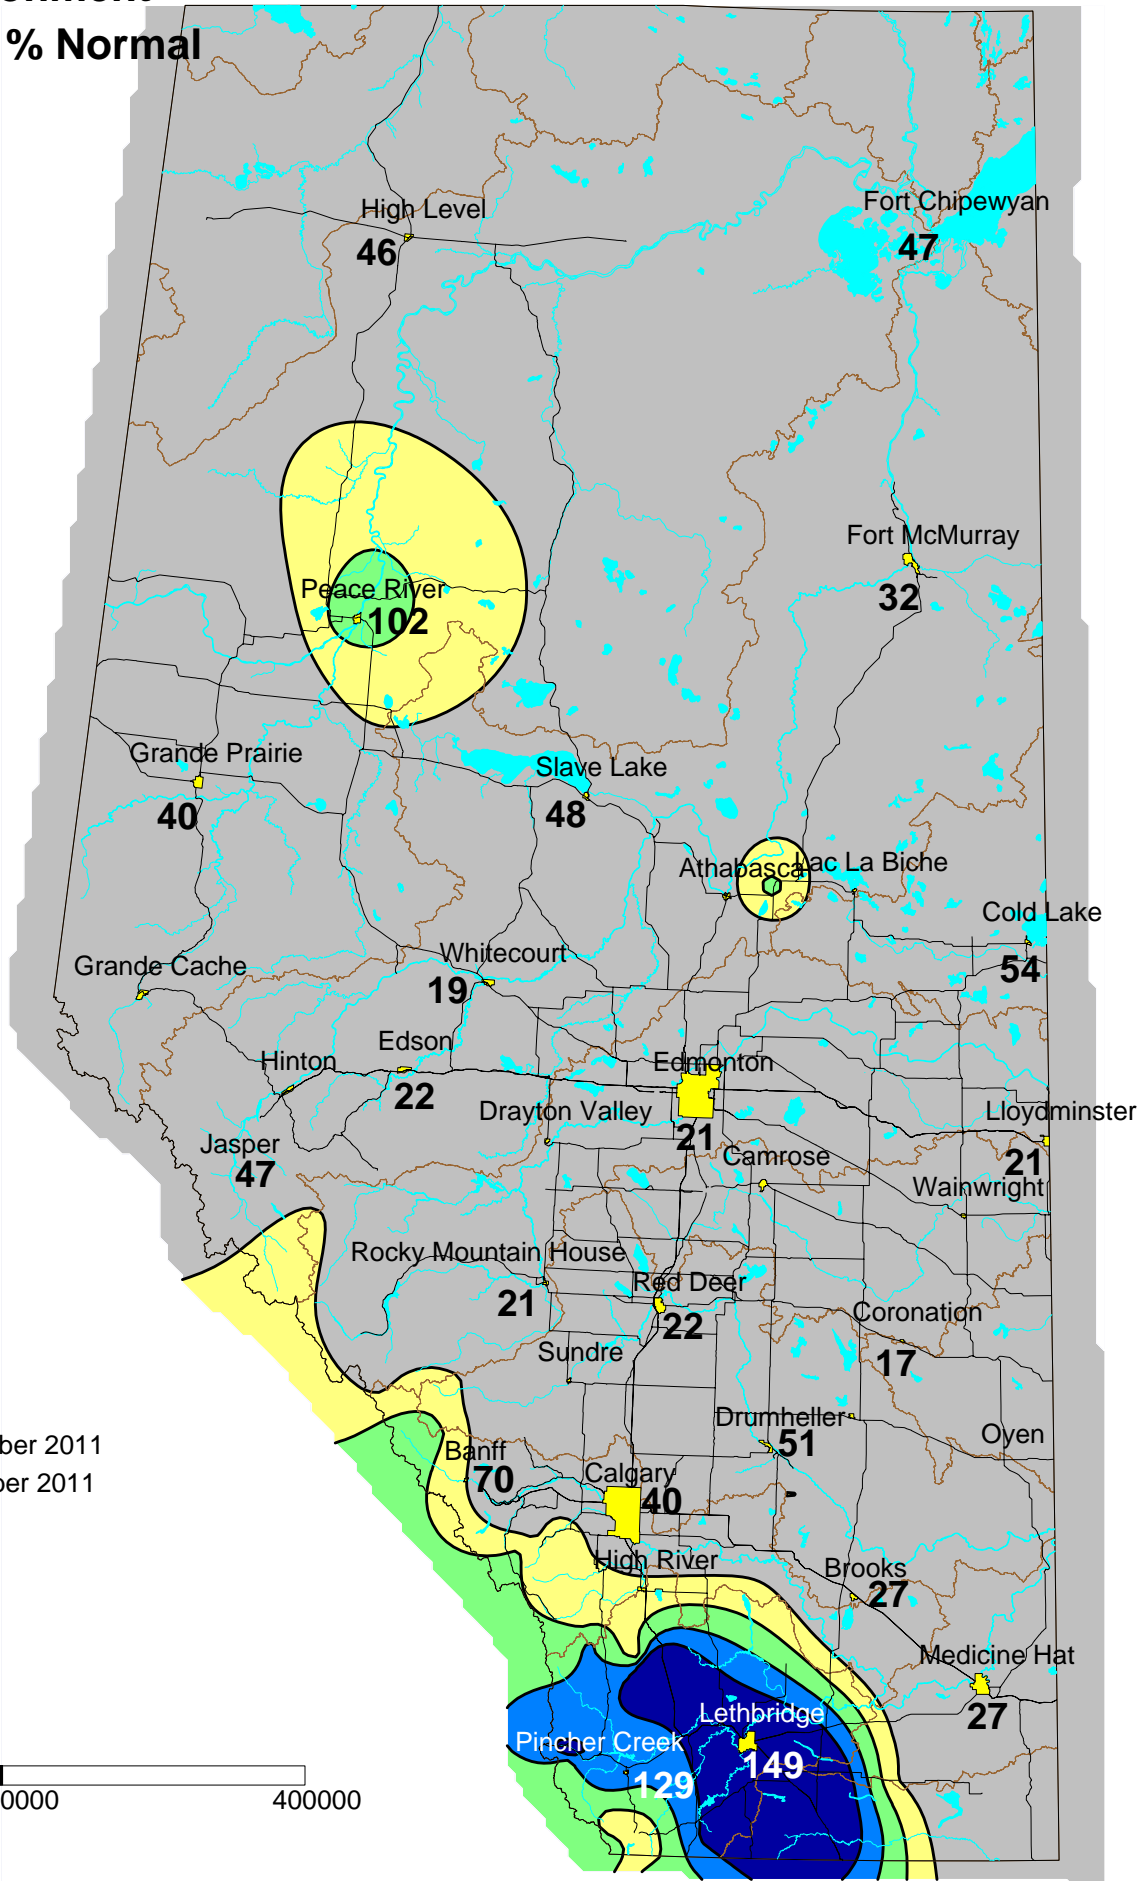 % Normal
High Level
46
Fort Chipewyan
47
Fort McMurray
32
Peace River
102
Grande Prairie
40
Slave Lake
48
Athabasca
Lac La Biche
Cold Lake
54
Whitecourt
19
Grande Cache
Edson
22
Hinton
Edmonton
21
Drayton Valley
Lloydminster
21
Jasper
47
Camrose
Wainwright
Rocky Mountain House
21
Red Deer
22
Coronation
17
Sundre
Drumheller
51
Oyen
ber 2011
ber 2011
Banff
70
Calgary
40
High River
Brooks
27
Medicine Hat
27
Lethbridge
149
Pincher Creek
129
0000
400000